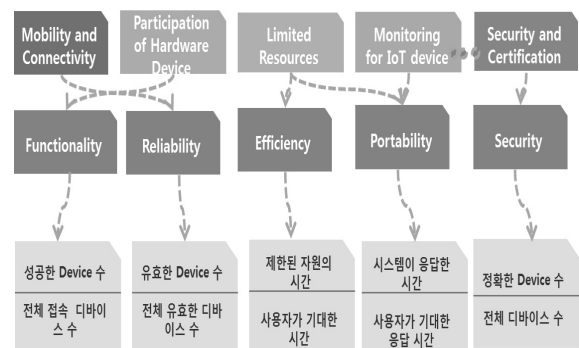 Mobility and
Connectivity
Participation
of Hardware
Device
Limited
Resources
Monitoring
for IoT device
Security and
Certification
Functionality
Reliability
Efficiency
Portability
Security
성공한 Device 수
전체 접속 디바이
스 수
유효한 Device 수
전체 유효한 디바
이스 수
제한된 자원의
시간
사용자가 기대한
시간
시스템이 응답한
시간
사용자가 기대한
응답 시간
정확한 Device 수
전체 디바이스 수